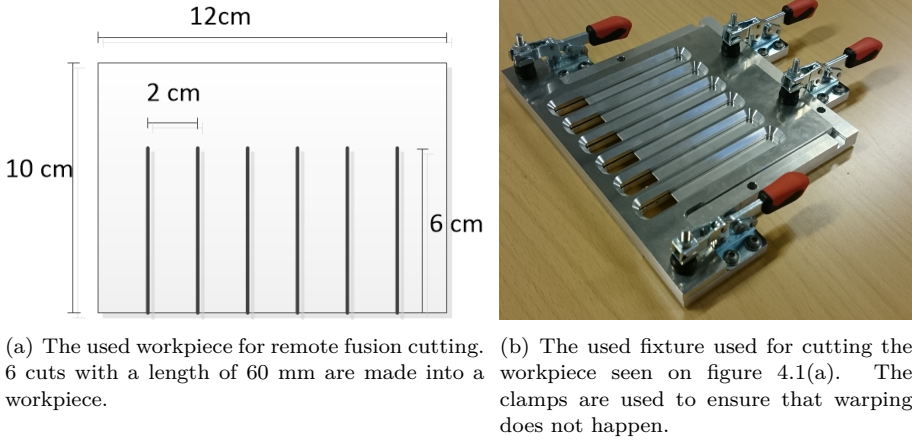 12cm
2 cm
10 cm
6 cm
(a) The used workpiece for remote fusion cutting.
6 cuts with a length of 60 mm are made into a
workpiece.
(b) The used fixture used for cutting the
workpiece seen on figure 4.1(a). The
clamps are used to ensure that warping
does not happen.